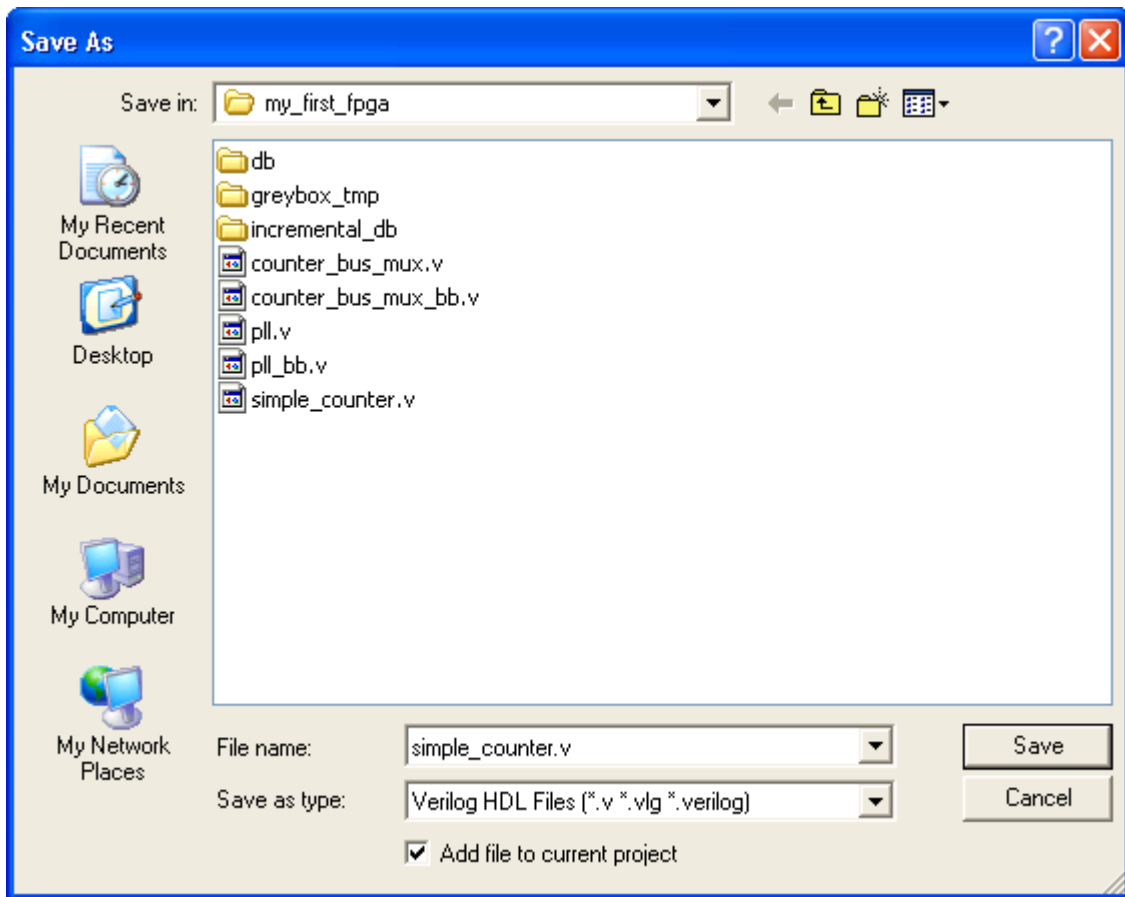 Save As
Save in:
my_first_fpga
My Recent
Documents
Desktop
My Documents
My Computer
My Network
Places
db
greybox_tmp
incremental_db
counter_bus_mux.v
counter_bus_mux_bb.v
pll.v
pll_bb.v
simple_counter.v
File name:
simple_counter.v
Save
Save as type:
Verilog HDL Files (*.v *.vlg *.verilog)
Cancel
Add file to current project